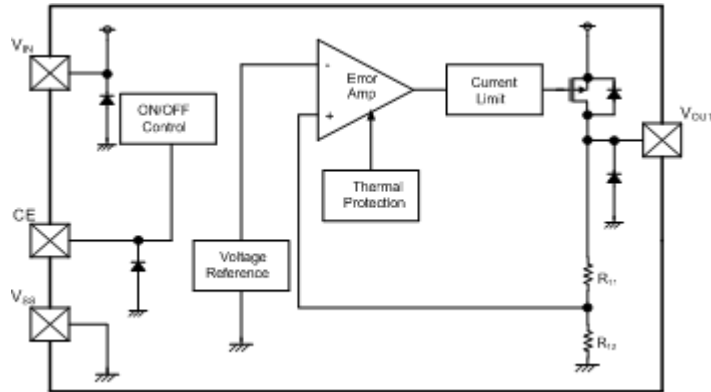 VIN
ON/OFF
Control
-
Error
Amp
+
Current
Limit
VOUT
Thermal
Protection
CE
Voltage
Reference
VSS
R11
R12